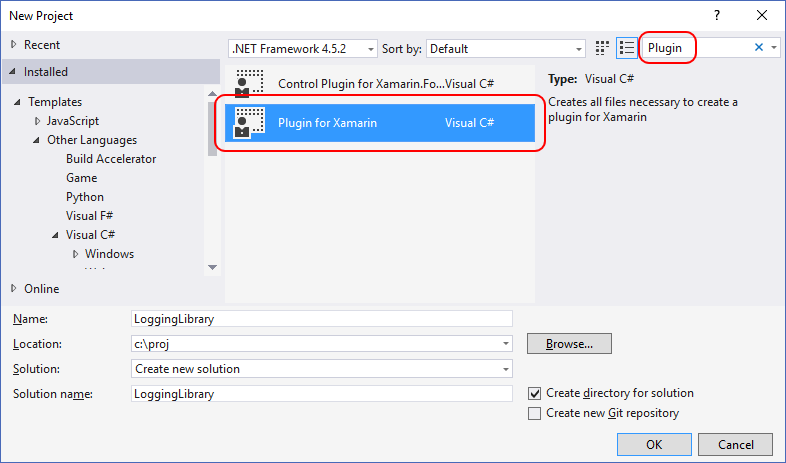 New Project
?
Recent
.NET Framework 4.5.2
Sort by:
Default
Plugin
Installed
Templates
JavaScript
Other Languages
Build Accelerator
Game
Python
Visual F#
Visual C#
Windows
Online
Control Plugin for Xamarin.Fo...Visual C#
Plugin for Xamarin Visual C#
Type: Visual C#
Creates all files necessary to create a
plugin for Xamarin
Name: LoggingLibrary
Location: c:\proj
Browse...
Solution: Create new solution
Solution name: LoggingLibrary
Create directory for solution
Create new Git repository
OK
Cancel